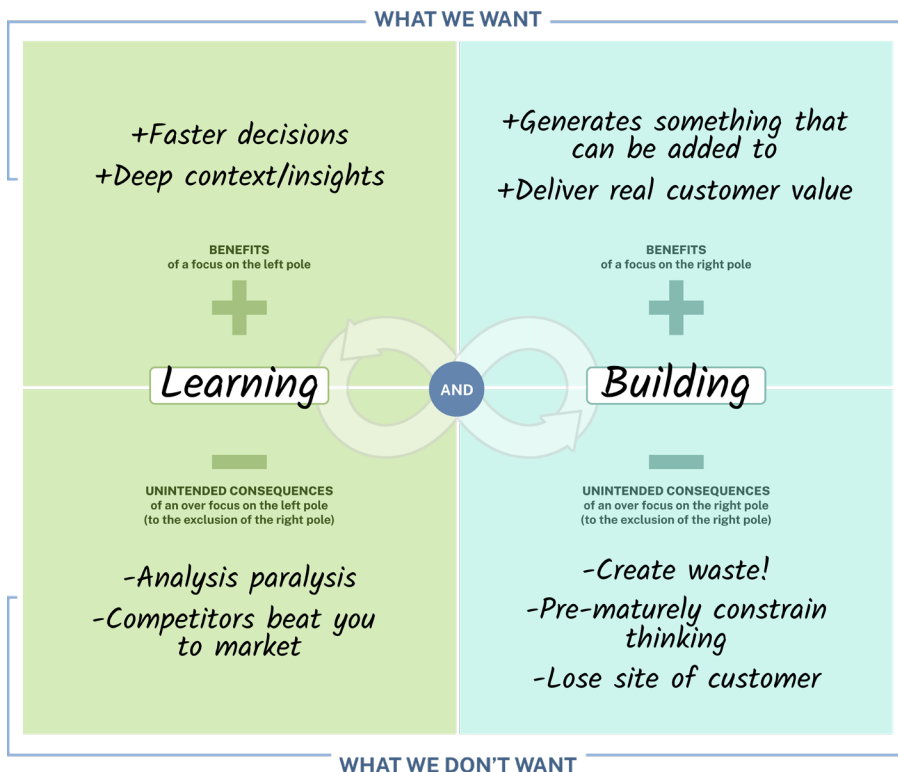 WHAT WE WANT
+Faster decisions
+Deep context/insights
BENEFITS
of a focus on the left pole
+Generates something that
can be added to
+Deliver real customer value
BENEFITS
of a focus on the right pole
Learning
AND
Building
UNINTENDED CONSEQUENCES
of an over focus on the left pole
(to the exclusion of the right pole)
-Analysis paralysis
-Competitors beat you
to market
UNINTENDED CONSEQUENCES
of an over focus on the right pole
(to the exclusion of the right pole)
-Create waste!
-Pre-maturely constrain
thinking
-Lose site of customer
WHAT WE DON'T WANT